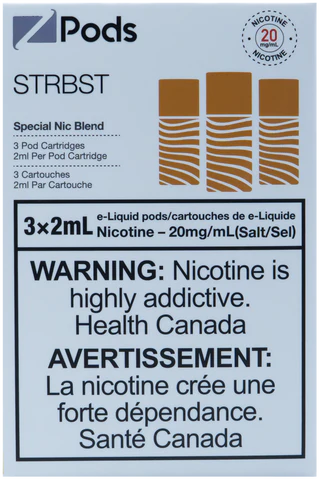 Z Pods
NICOTINE
20
mg/mL
NICOTINE
STRBST
Special Nic Blend
3 Pod Cartridges
2ml Per Pod Cartridge
3 Cartouches
2ml Par Cartouche
3×2mL
e-Liquid pods/cartouches de e-Liquide
Nicotine – 20mg/mL(Salt/Sel)
WARNING: Nicotine is
highly addictive.
Health Canada
AVERTISSEMENT:
La nicotine crée une
forte dépendance.
Santé Canada